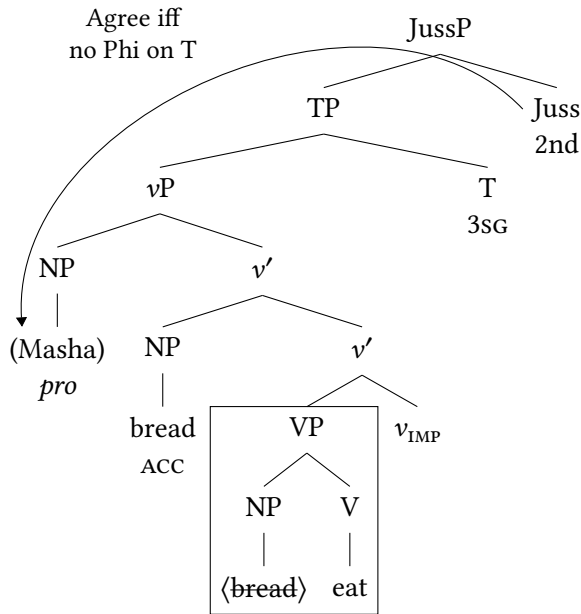 Agree iff
no Phi on T
JussP
TP Juss
2nd
vP T
3SG
NP v′
(Masha) NP v′
pro
bread VP v_IMP
ACC
NP V
⟨bread⟩ eat